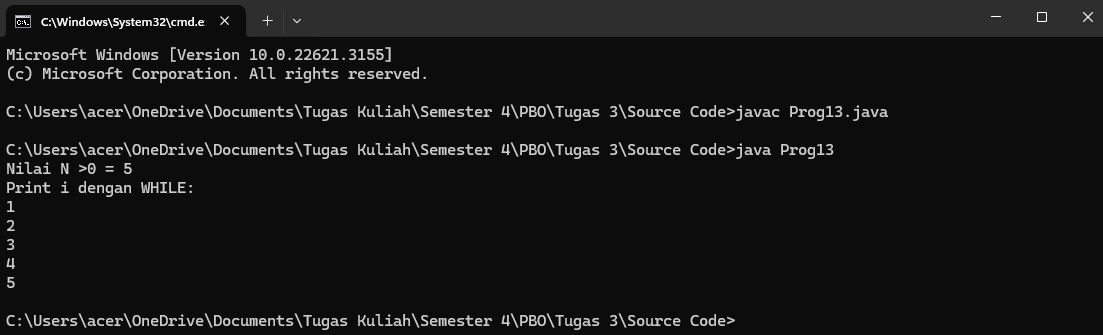 C:\Windows\System32\cmd.e
Microsoft Windows [Version 10.0.22621.3155]
(c) Microsoft Corporation. All rights reserved.
C:\Users\acer\OneDrive\Documents\Tugas Kuliah\Semester 4\PBO\Tugas 3\Source Code>javac Prog13.java
C:\Users\acer\OneDrive\Documents\Tugas Kuliah\Semester 4\PBO\Tugas 3\Source Code>java Prog13
Nilai N >0 = 5
Print i dengan WHILE:
1
2
3
4
5
C:\Users\acer\OneDrive\Documents\Tugas Kuliah\Semester 4\PBO\Tugas 3\Source Code>